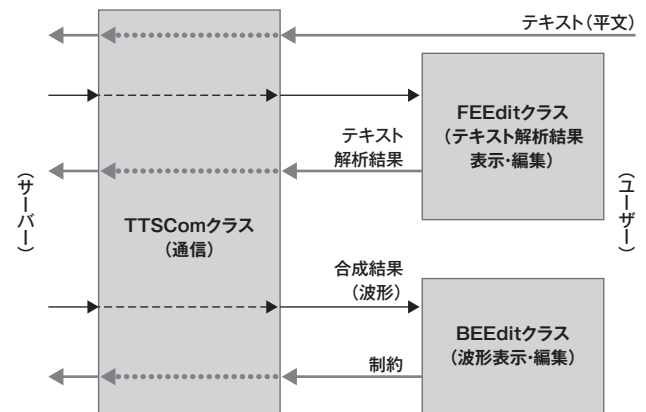 テキスト（平文）
FEEditクラス
（テキスト解析結果
表示・編集）
テキスト
解析結果
（サーバー）
（ユーザー）
TTSComクラス
（通信）
合成結果
（波形）
BEEditクラス
（波形表示・編集）
制約